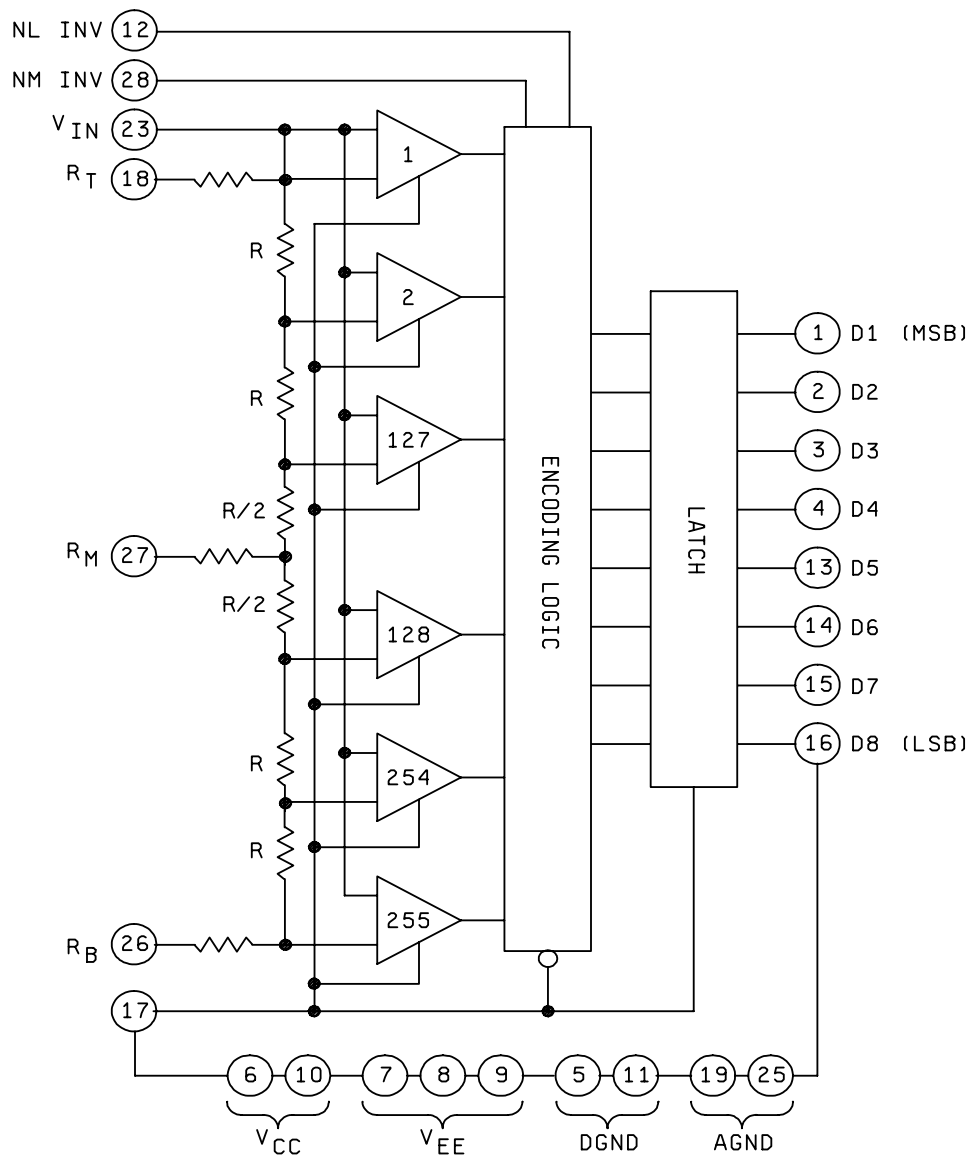 NL INV 12
NM INV 28
V IN 23
1
R T 18
R
2
1 D1 (MSB)
2 D2
R
127
3 D3
ENCODING LOGIC
LATCH
R/2
4 D4
R M 27
13 D5
R/2
128
14 D6
15 D7
R
254
16 D8 (LSB)
R
255
R B 26
17
6 10 7 8 9 5 11 19 25
V CC V EE DGND AGND